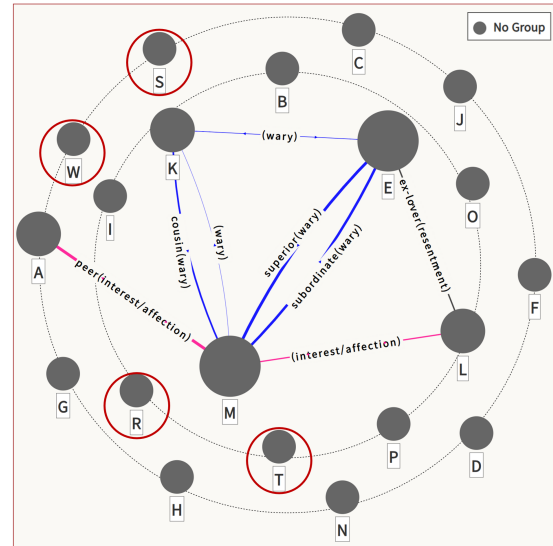 No Group
C
S
B
J
W
K
(wary)
E
I
O
A
cousin(wary)
(wary)
superior(wary)
subordinate(wary)
ex-lover(resentment)
peer(interest/affection)
F
(interest/affection)
L
G
M
R
P
D
T
H
N